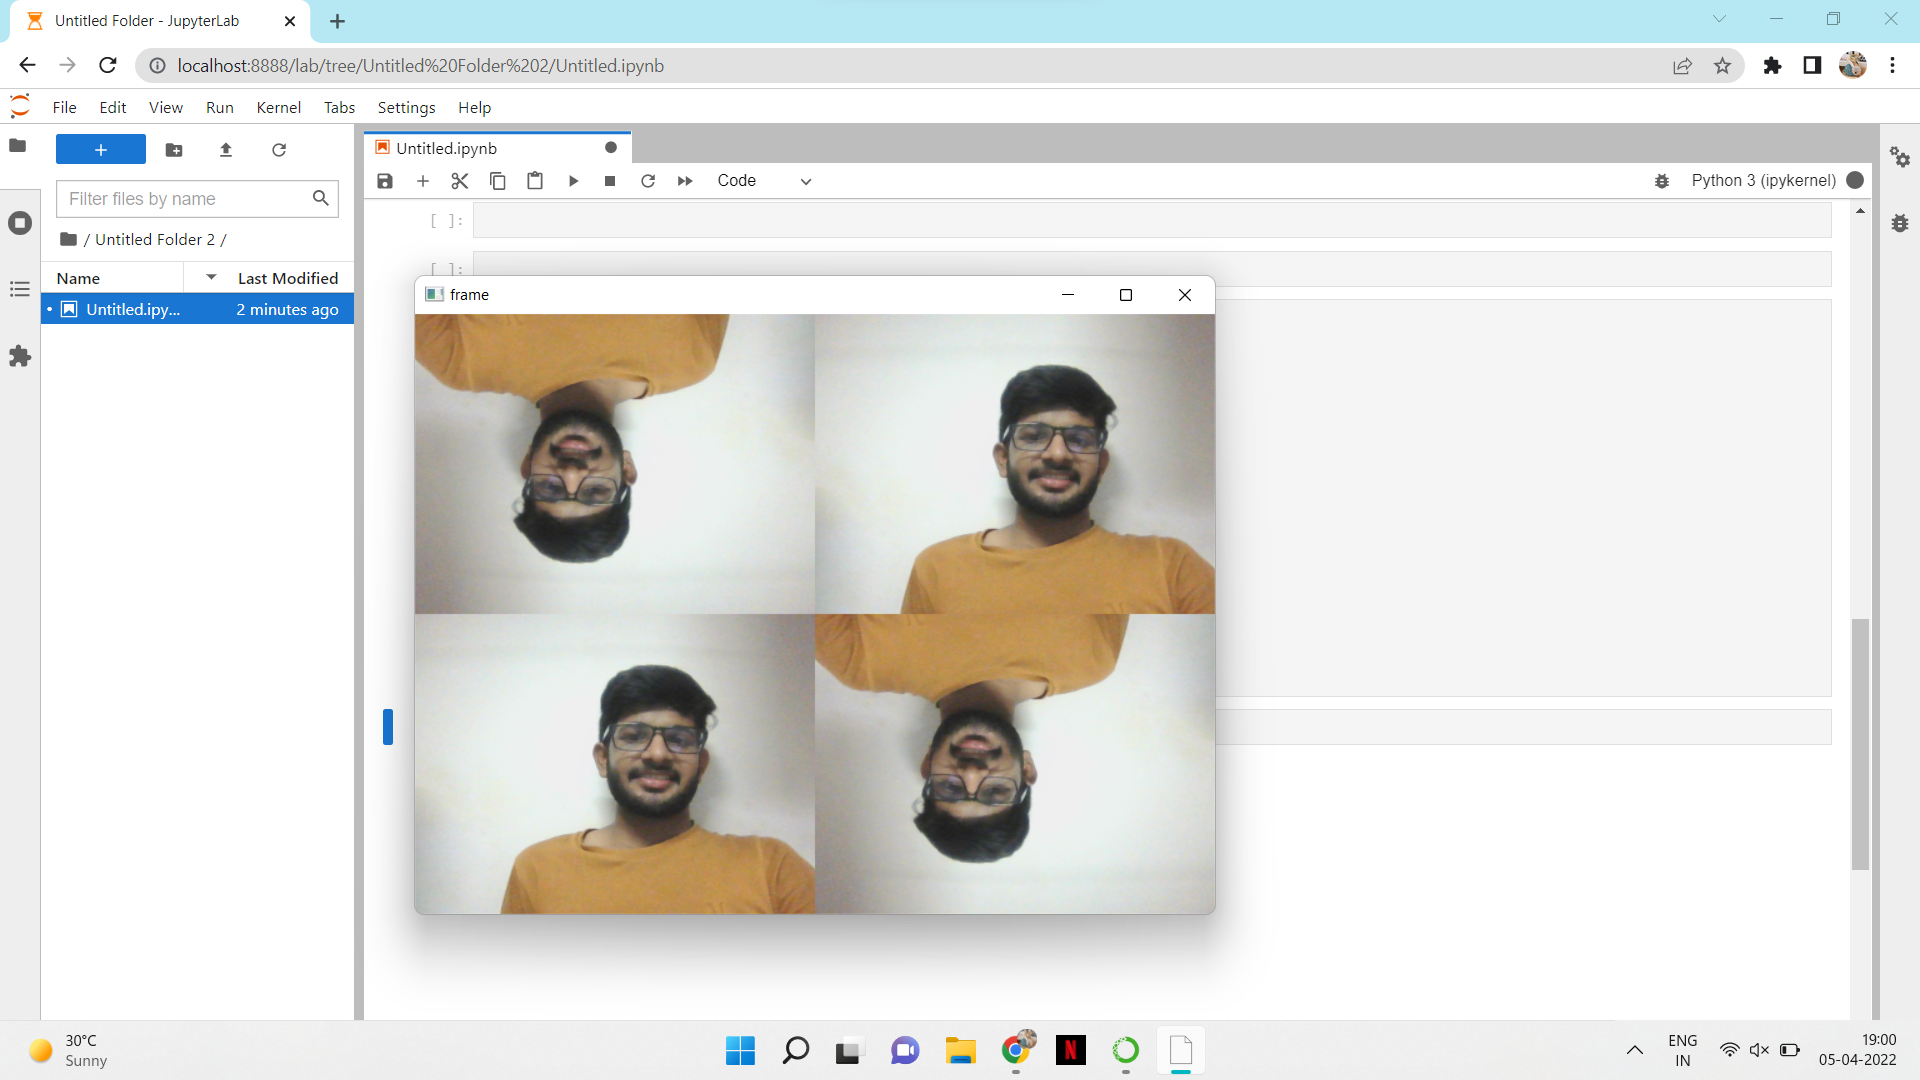 Untitled Folder - JupyterLab
localhost:8888/lab/tree/Untitled%20Folder%202/Untitled.ipynb
File Edit View Run Kernel Tabs Settings Help
+
Untitled.ipynb
Code
Python 3 (ipykernel)
Filter files by name
/ Untitled Folder 2 /
Name Last Modified
Untitled.ipy... 2 minutes ago
[ ]:
[ ]:
frame
30°C
Sunny
N
ENG
IN
19:00
05-04-2022